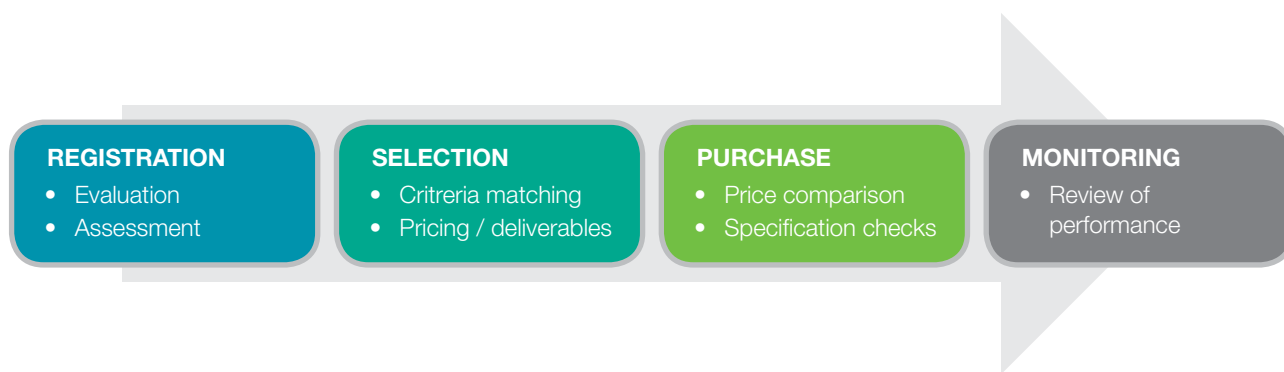 REGISTRATION
• Evaluation
• Assessment
SELECTION
• Critreria matching
• Pricing / deliverables
PURCHASE
• Price comparison
• Specification checks
MONITORING
• Review of
performance